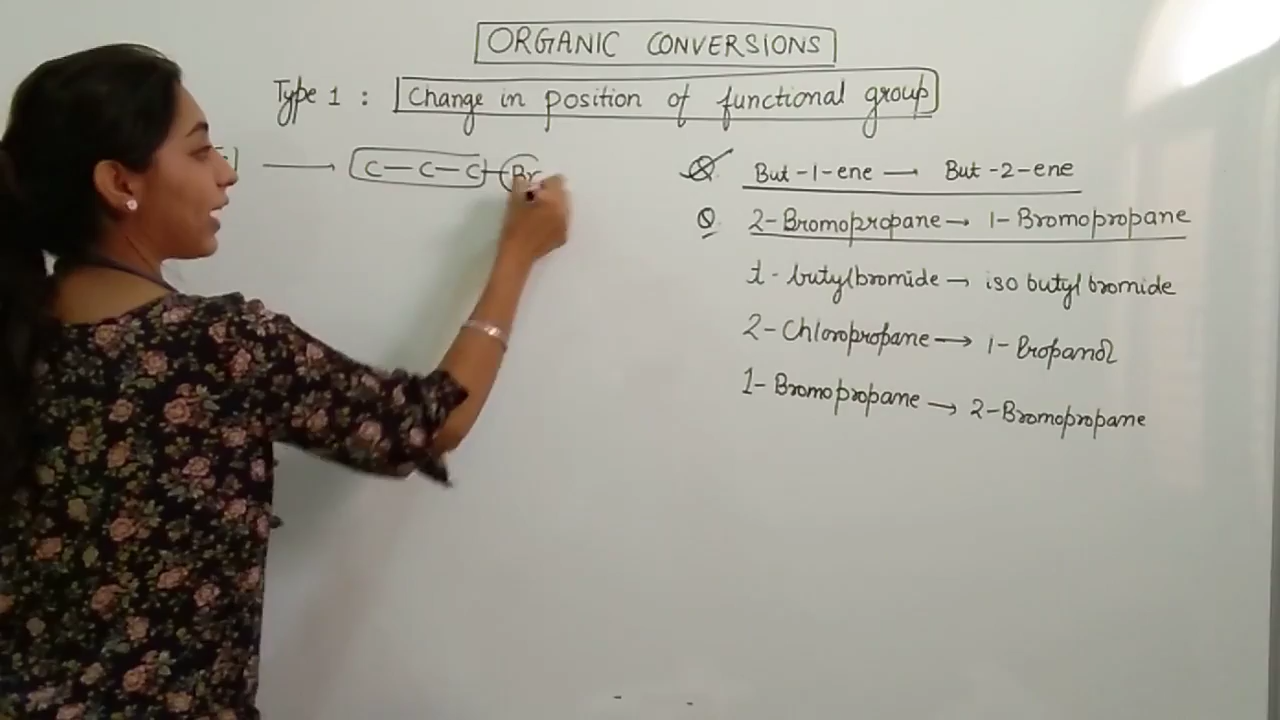 ORGANIC CONVERSIONS
Type 1 : Change in position of functional group
⟶ C—C—C—Br
Q But-1-ene ⟶ But-2-ene
Q 2-Bromopropane → 1-Bromopropane
t-butylbromide → iso butyl bromide
2-Chloropropane ⟶ 1-Propanol
1-Bromopropane ⟶ 2-Bromopropane